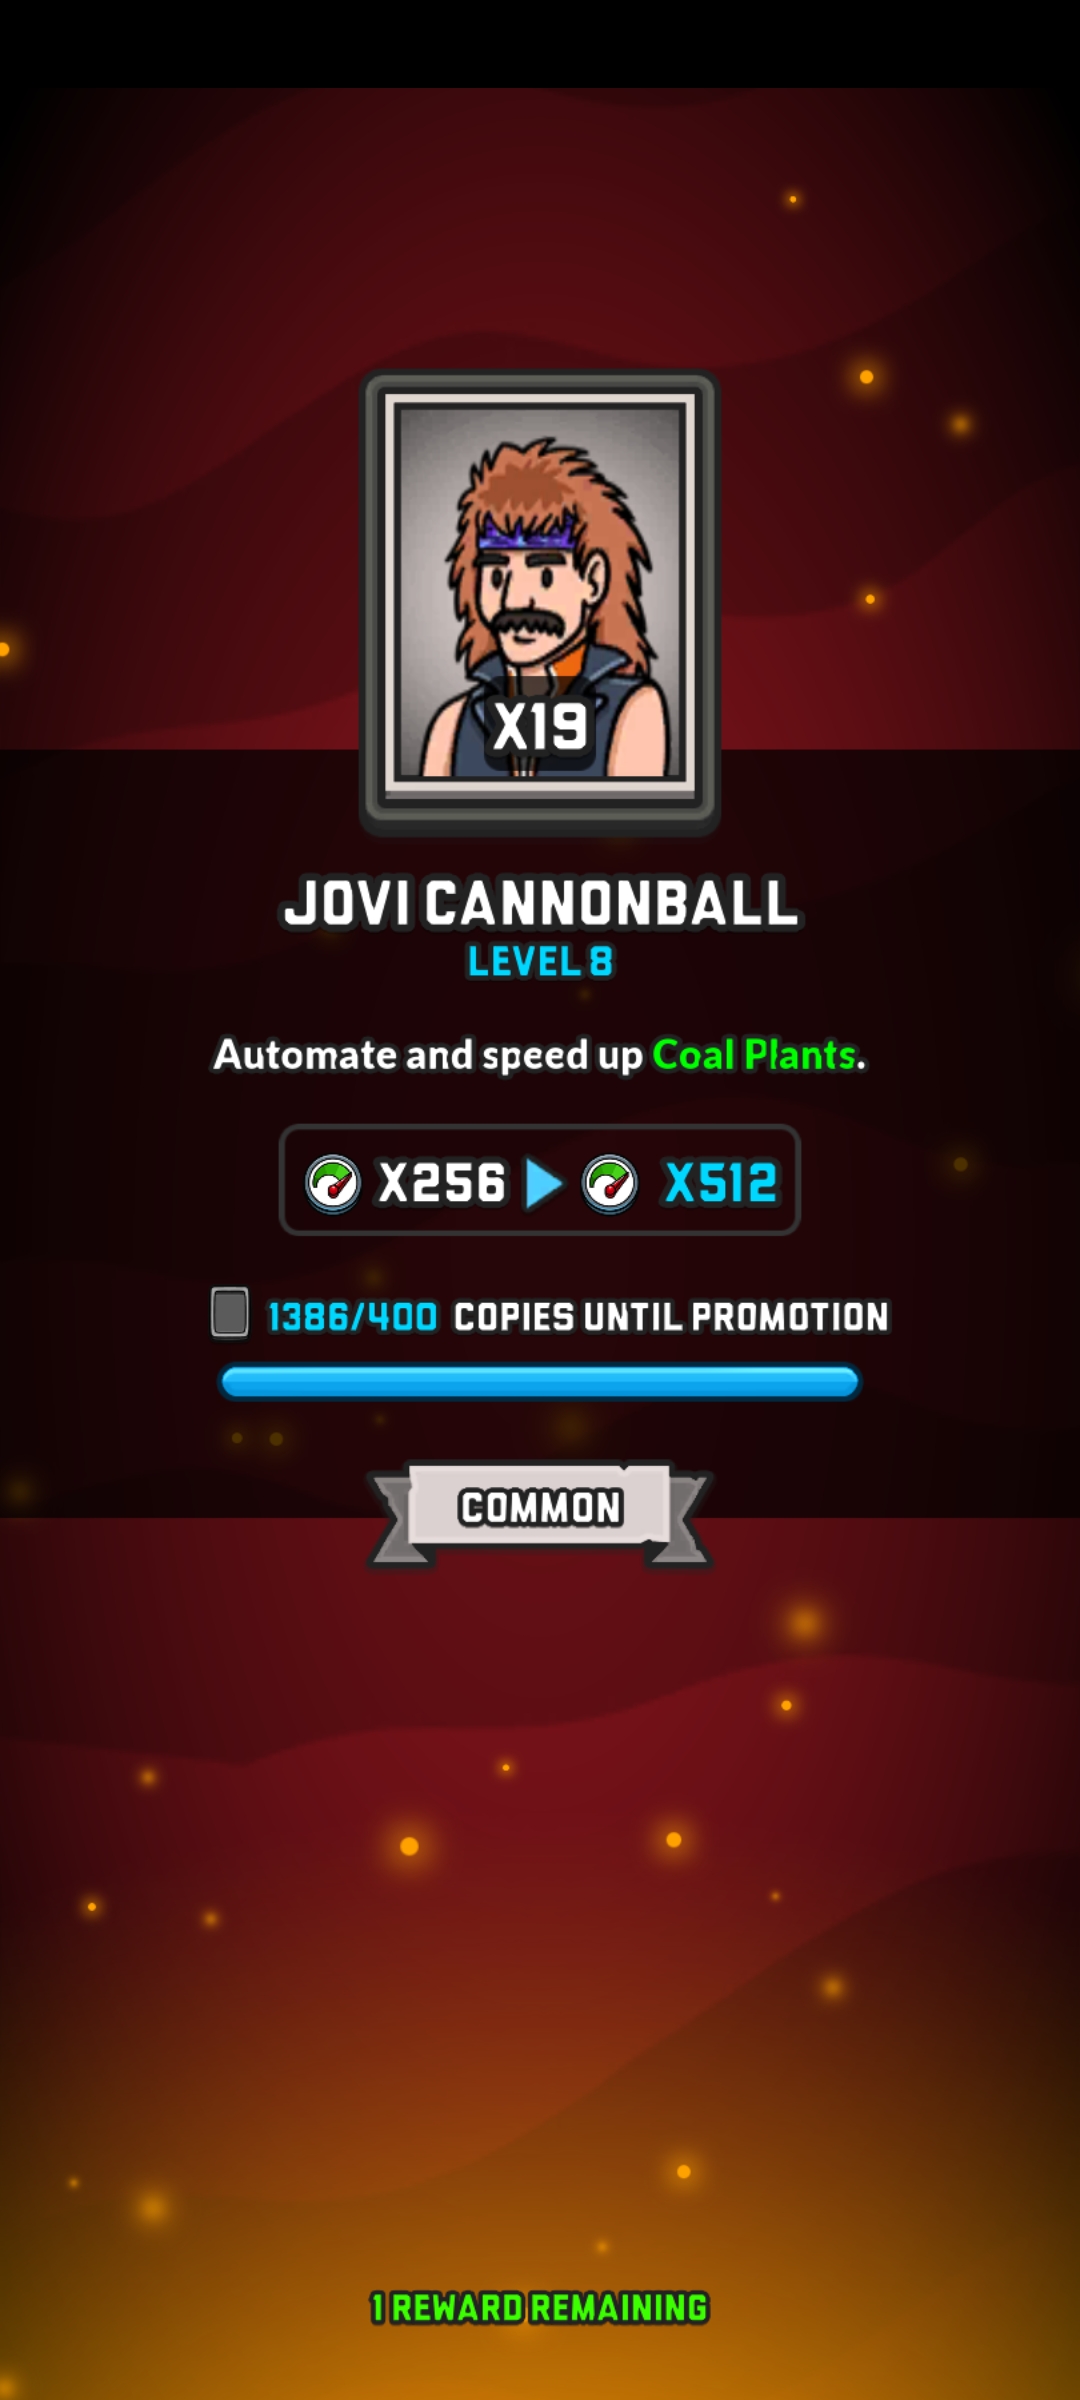 X19
JOVI CANNONBALL
LEVEL 8
Automate and speed up Coal Plants.
X256 X512
1386/400 COPIES UNTIL PROMOTION
COMMON
1 REWARD REMAINING